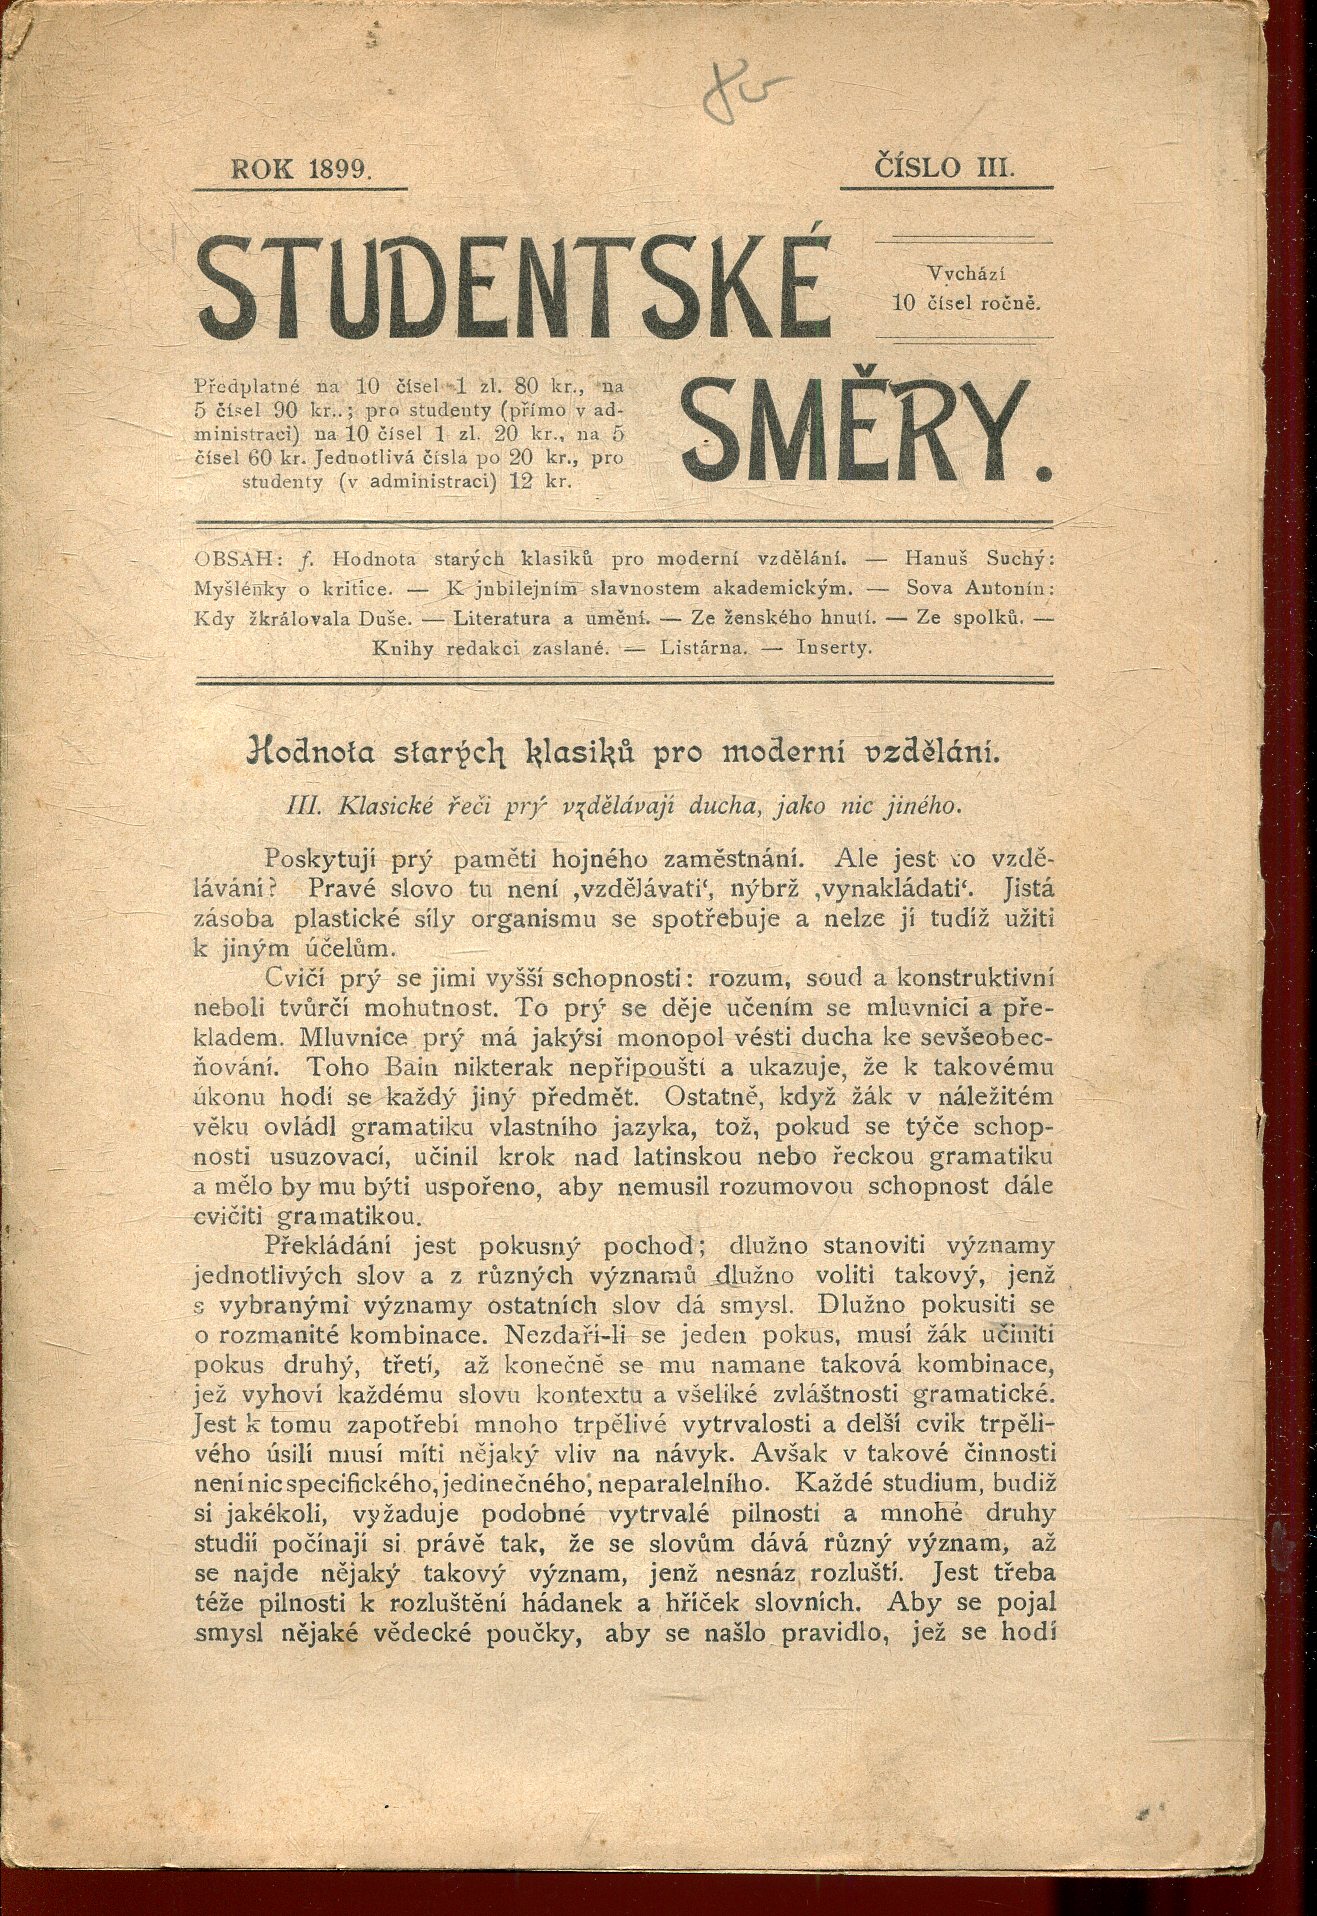 ROK 1899.
ČÍSLO III.
STUDENTSKÉ
Vychází
10 čísel ročně.
SMĚRY.
Předplatné na 10 čísel 1 zl. 80 kr., na
5 čísel 90 kr..; pro studenty (přímo v ad-
ministraci) na 10 čísel 1 zl. 20 kr., na 5
čísel 60 kr. Jednotlivá čísla po 20 kr., pro
studenty (v administraci) 12 kr.
OBSAH: f. Hodnota starých klasiků pro moderní vzdělání. — Hanuš Suchý:
Myšlénky o kritice. — K jnbilejním slavnostem akademickým. — Sova Antonín:
Kdy žkrálovala Duše. — Literatura a umění. — Ze ženského hnutí. — Ze spolků. —
Knihy redakci zaslané. — Listárna. — Inserty.
Hodnota starých klasiků pro moderní vzdělání.
III. Klasické řeči prý vzdělávají ducha, jako nic jiného.
Poskytují prý paměti hojného zaměstnání. Ale jest to vzdě-
lávání? Pravé slovo tu není ‚vzdělávati‘, nýbrž ‚vynakládati‘. Jistá
zásoba plastické síly organismu se spotřebuje a nelze jí tudíž užiti
k jiným účelům.
Cvičí prý se jimi vyšší schopnosti: rozum, soud a konstruktivní
neboli tvůrčí mohutnost. To prý se děje učením se mluvnici a pře-
kladem. Mluvnice prý má jakýsi monopol vésti ducha ke sevšeobec-
ňování. Toho Bain nikterak nepřipouští a ukazuje, že k takovému
úkonu hodí se každý jiný předmět. Ostatně, když žák v náležitém
věku ovládl gramatiku vlastního jazyka, tož, pokud se týče schop-
nosti usuzovací, učinil krok nad latinskou nebo řeckou gramatiku
a mělo by mu býti uspořeno, aby nemusil rozumovou schopnost dále
cvičiti gramatikou.
Překládání jest pokusný pochod; dlužno stanoviti významy
jednotlivých slov a z různých významů dlužno voliti takový, jenž
s vybranými významy ostatních slov dá smysl. Dlužno pokusiti se
o rozmanité kombinace. Nezdaří-li se jeden pokus, musí žák učiniti
pokus druhý, třetí, až konečně se mu namane taková kombinace,
jež vyhoví každému slovu kontextu a všeliké zvláštnosti gramatické.
Jest k tomu zapotřebí mnoho trpělivé vytrvalosti a delší cvik trpěli-
vého úsilí musí míti nějaký vliv na návyk. Avšak v takové činnosti
není nic specifického, jedinečného, neparalelního. Každé studium, budiž
si jakékoli, vyžaduje podobné vytrvalé pilnosti a mnohé druhy
studií počínají si právě tak, že se slovům dává různý význam, až
se najde nějaký takový význam, jenž nesnáz rozluští. Jest třeba
téže pilnosti k rozluštění hádanek a hříček slovních. Aby se pojal
smysl nějaké vědecké poučky, aby se našlo pravidlo, jež se hodí